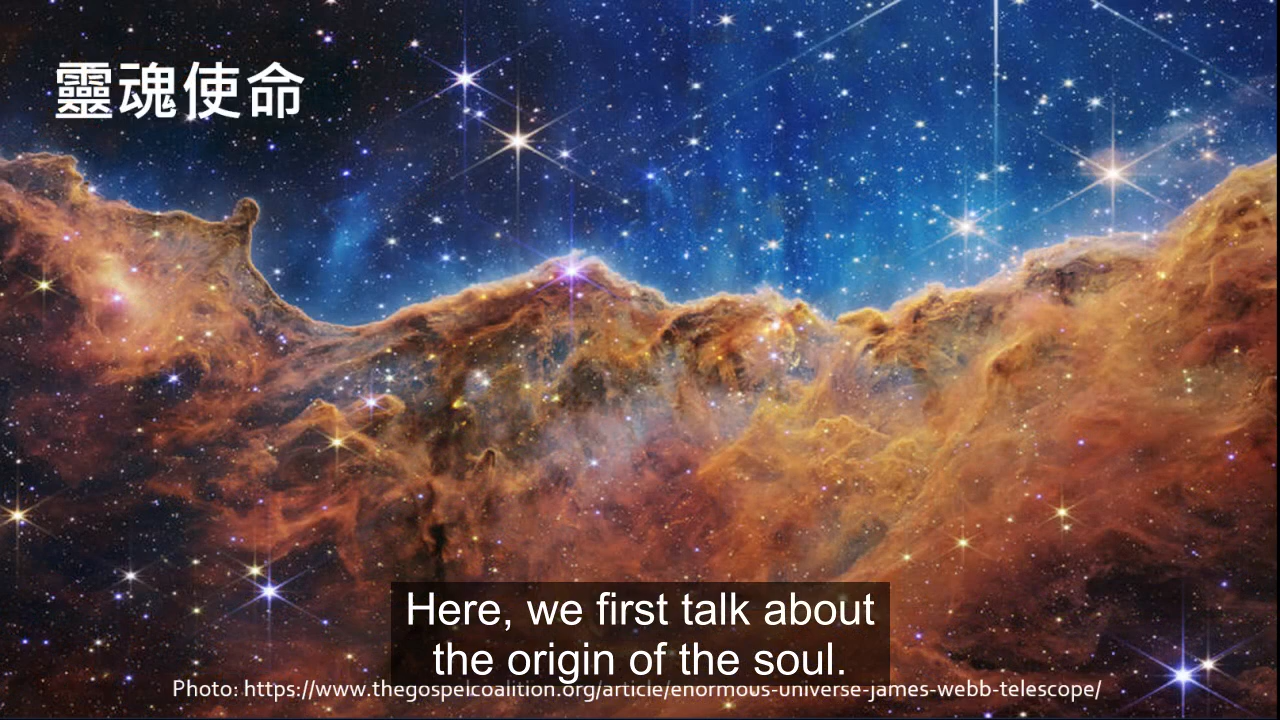 靈魂使命
Here, we first talk about
the origin of the soul.
Photo: https://www.thegospelcoalition.org/article/enormous-universe-james-webb-telescope/